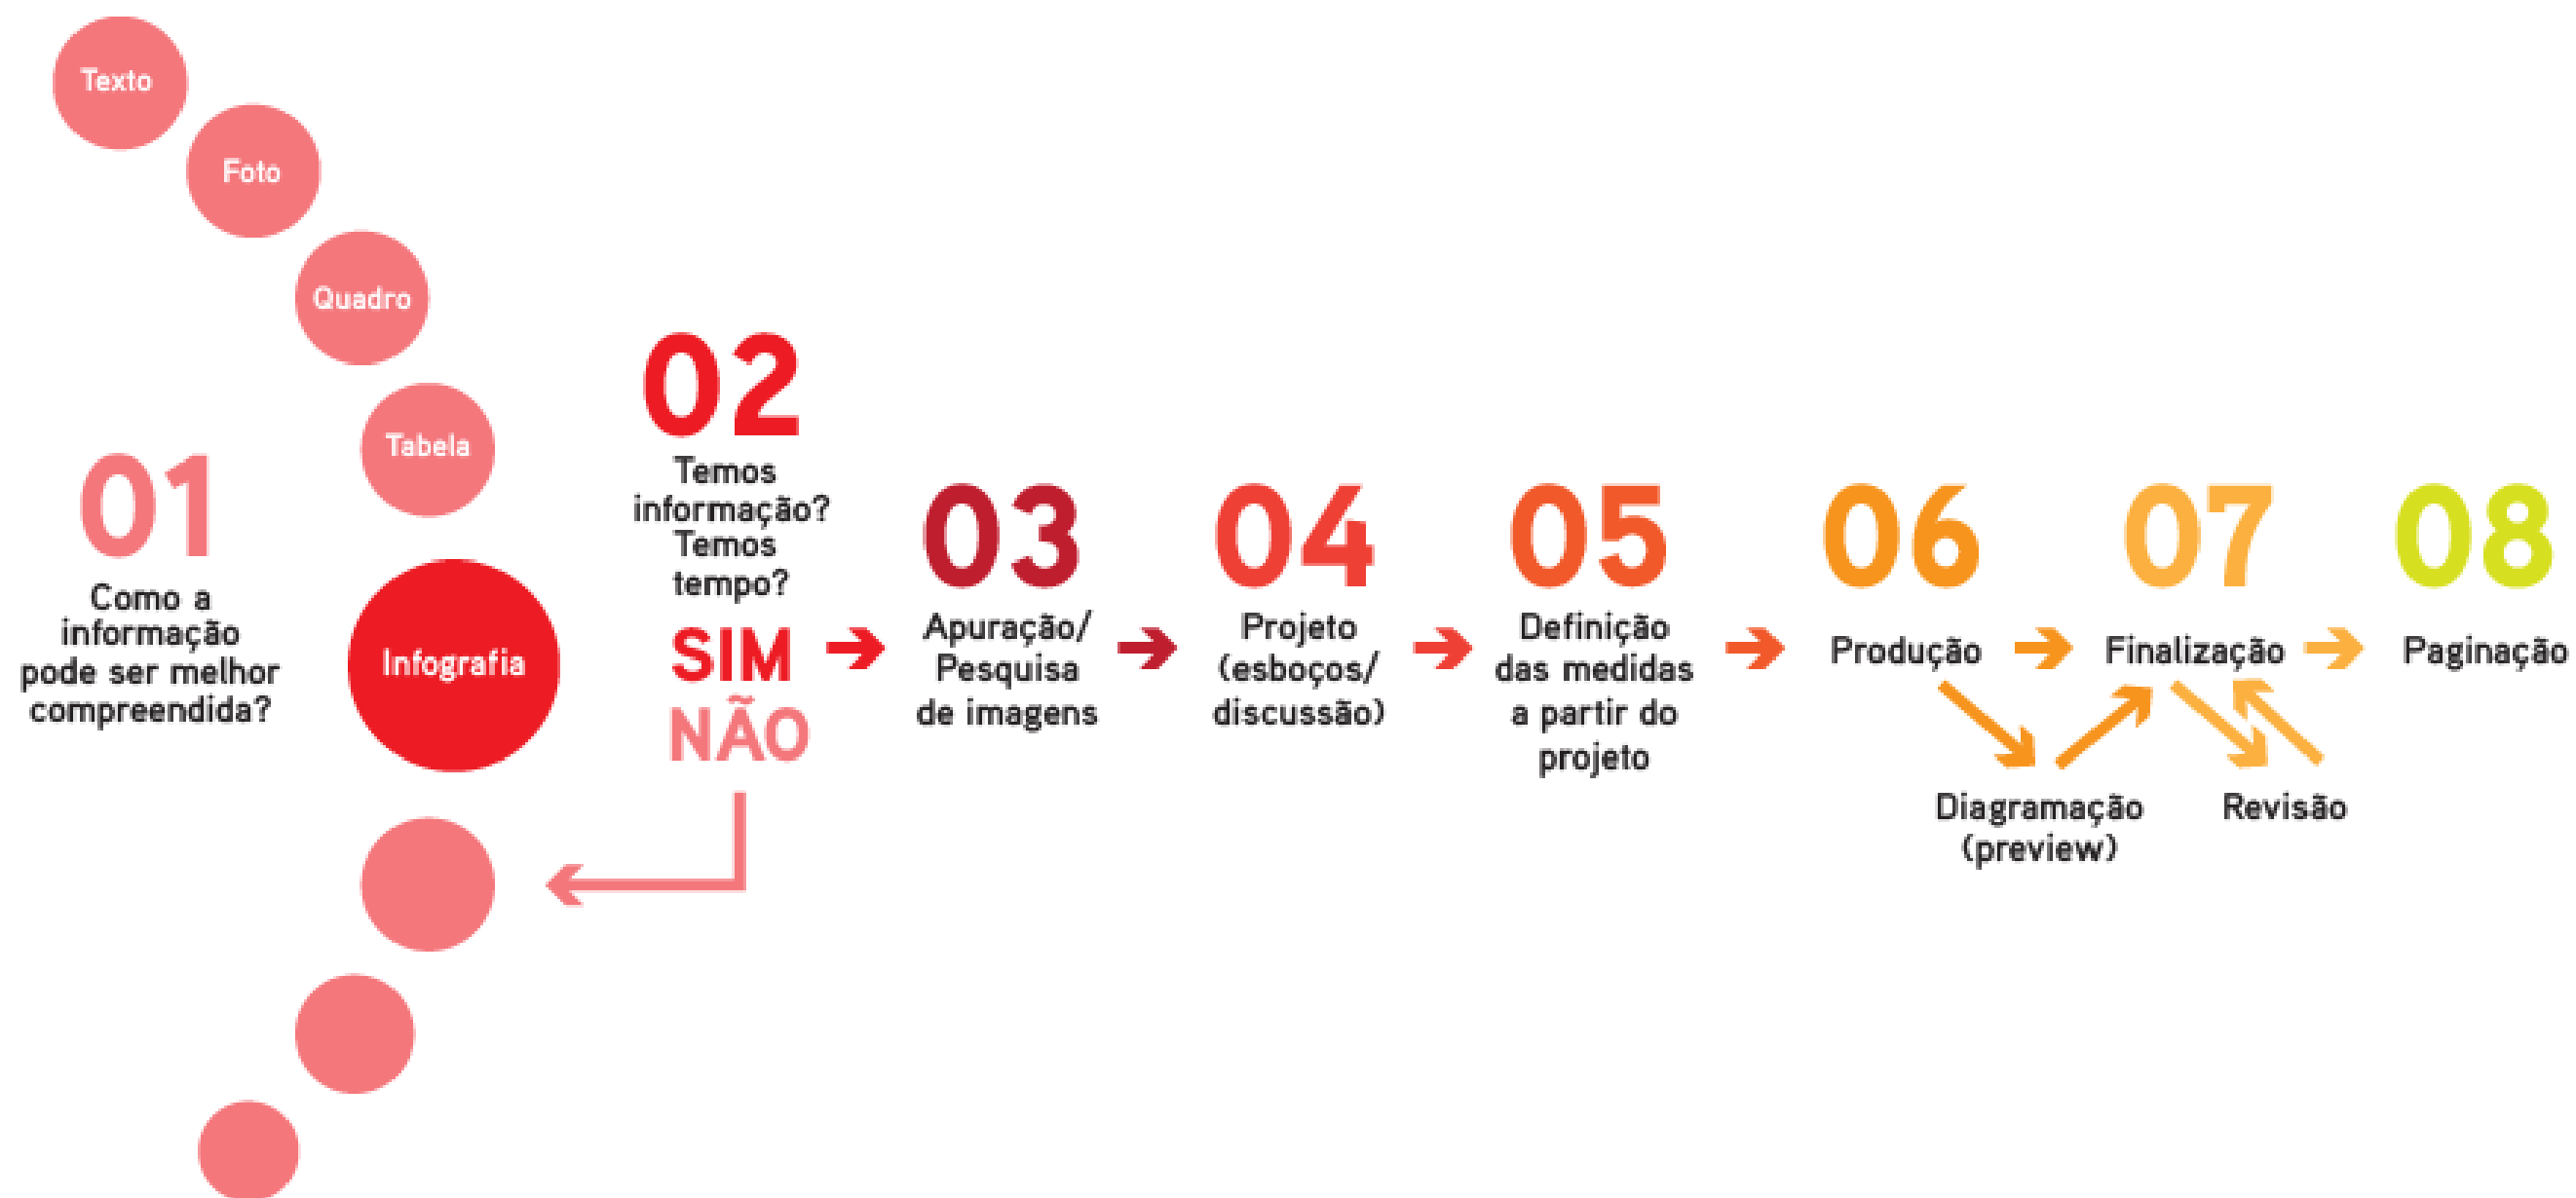 Texto
Foto
Quadro
Tabela
Infografia
01
Como a
informação
pode ser melhor
compreendida?
02
Temos
informação?
Temos
tempo?
SIM
NÃO
03
Apuração/
Pesquisa
de imagens
04
Projeto
(esboços/
discussão)
05
Definição
das medidas
a partir do
projeto
06
Produção
Diagramação
(preview)
07
Finalização
Revisão
08
Paginação